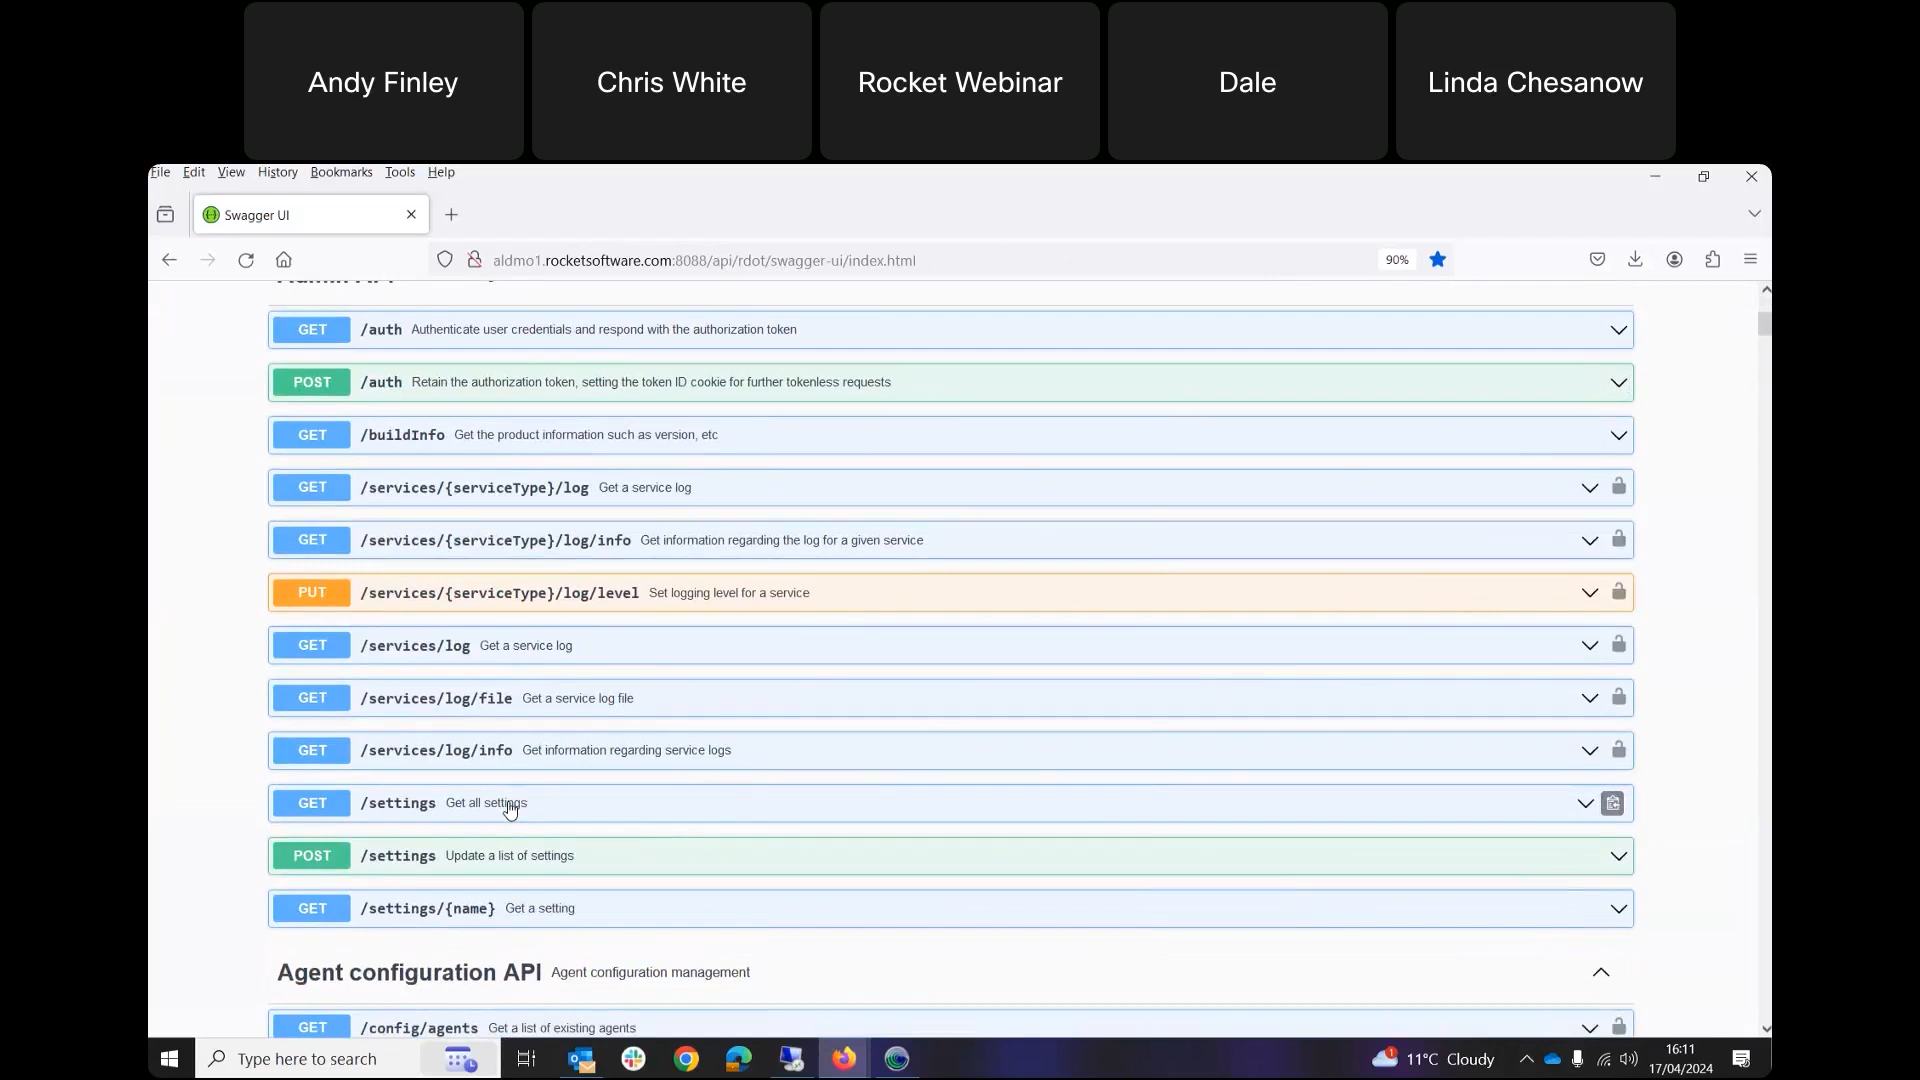 Andy Finley
Chris White
Rocket Webinar
Dale
Linda Chesanow
File Edit View History Bookmarks Tools Help
Swagger UI
aldmo1.rocketsoftware.com:8088/api/rdot/swagger-ui/index.html 90%
GET /auth Authenticate user credentials and respond with the authorization token
POST /auth Retain the authorization token, setting the token ID cookie for further tokenless requests
GET /buildInfo Get the product information such as version, etc
GET /services/{serviceType}/log Get a service log
GET /services/{serviceType}/log/info Get information regarding the log for a given service
PUT /services/{serviceType}/log/level Set logging level for a service
GET /services/log Get a service log
GET /services/log/file Get a service log file
GET /services/log/info Get information regarding service logs
GET /settings Get all settings
POST /settings Update a list of settings
GET /settings/{name} Get a setting
Agent configuration API Agent configuration management
GET /config/agents Get a list of existing agents
Type here to search
1
11°C Cloudy
16:11
17/04/2024